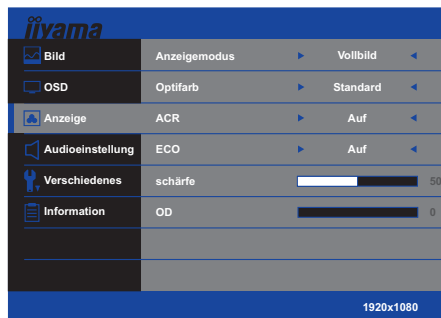 iiyama
Bild Anzeigemodus Vollbild
OSD Optifarb Standard
Anzeige ACR Auf
Audioeinstellung ECO Auf
Verschiedenes schärfe 50
Information OD 0
1920x1080